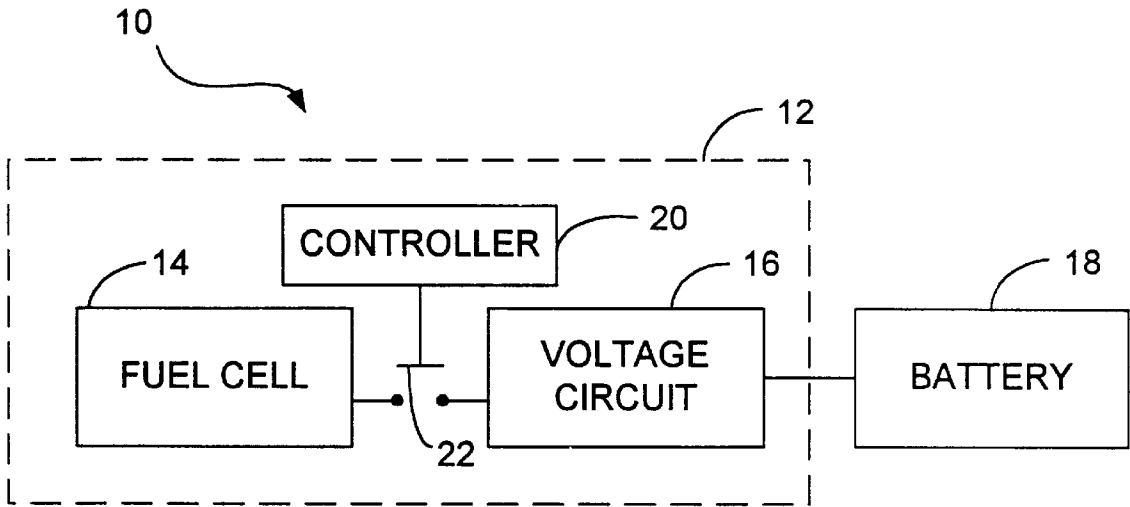 10
12
CONTROLLER
20
14
16
18
FUEL CELL
VOLTAGE
CIRCUIT
BATTERY
22